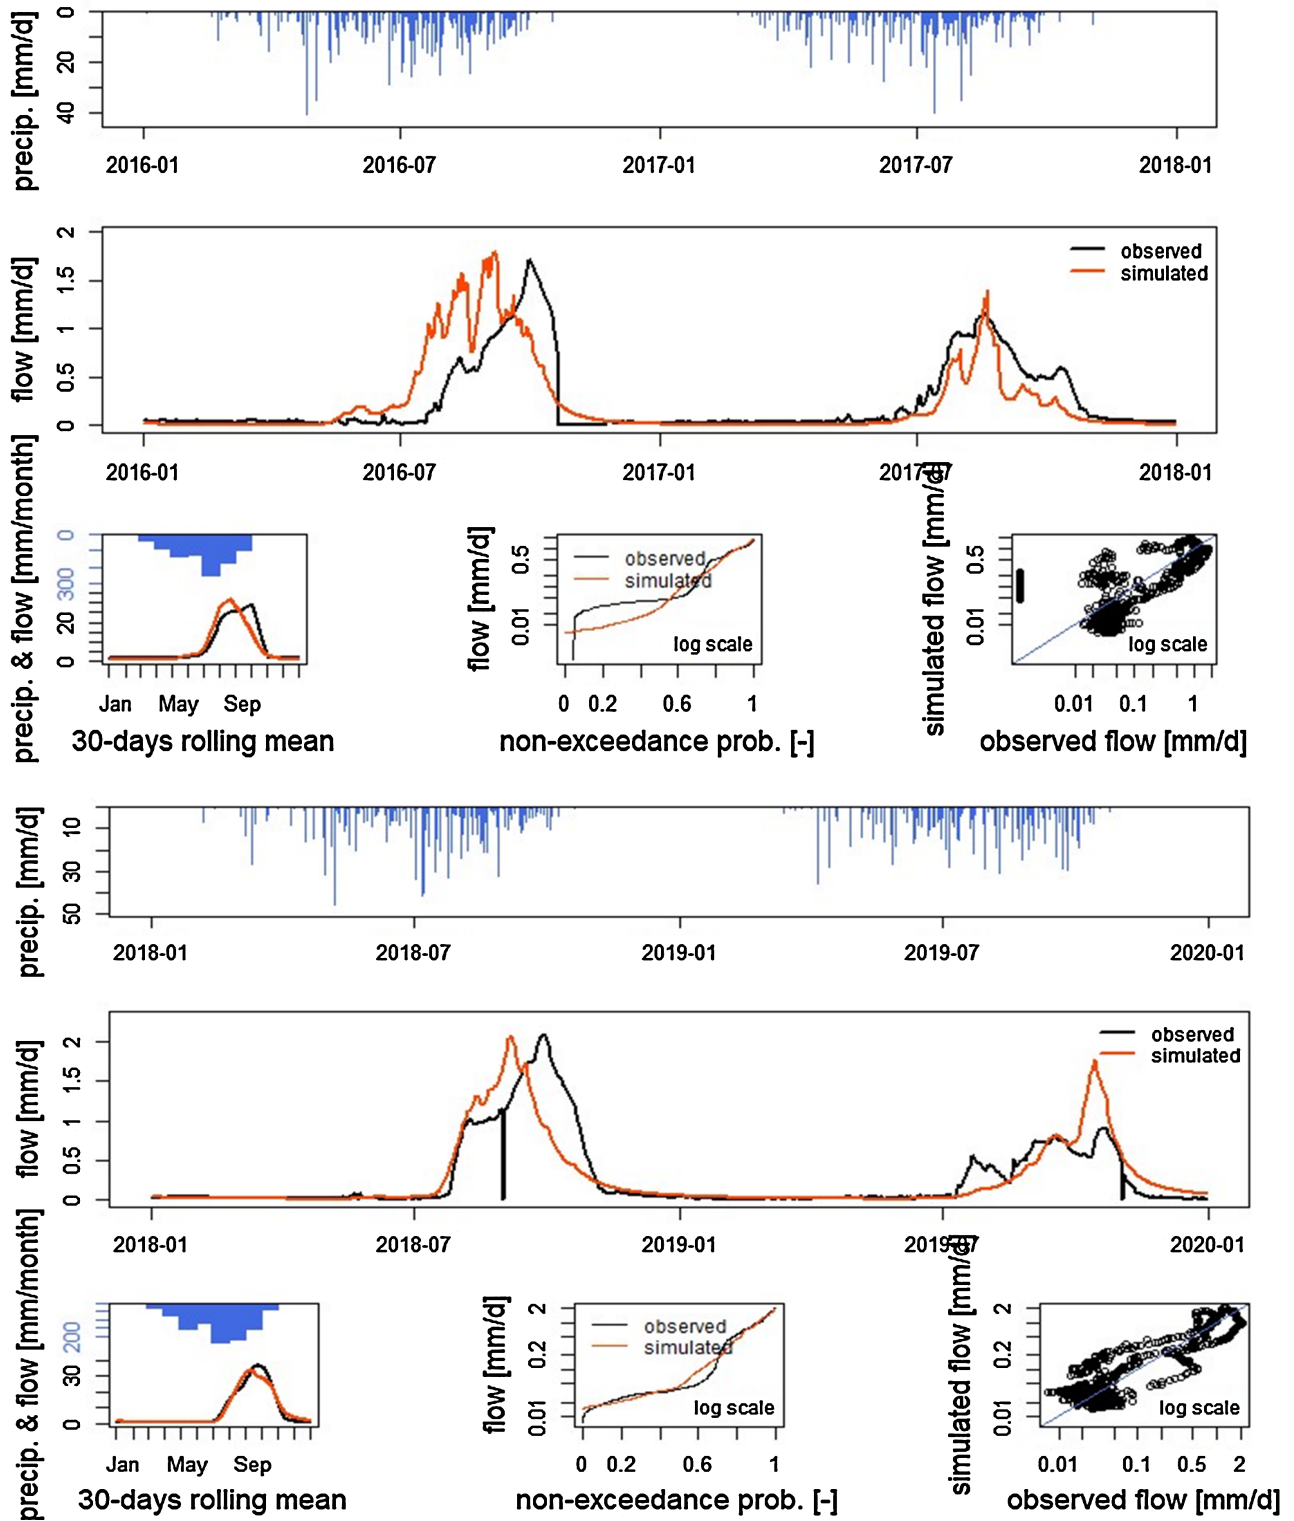 precip. [mm/d]
0
20
40
2016-01 2016-07 2017-01 2017-07 2018-01
flow [mm/d]
2
1.5
1
0.5
0
observed
simulated
2016-01 2016-07 2017-01 2017-07 2018-01
precip. & flow [mm/month]
0
300
20
0
Jan May Sep
30-days rolling mean
flow [mm/d]
0.5
0.01
observed
simulated
log scale
0 0.2 0.6 1
non-exceedance prob. [-]
simulated flow [mm/d]
0.5
0.01
log scale
0.01 0.1 1
observed flow [mm/d]
precip. [mm/d]
10
30
50
2018-01 2018-07 2019-01 2019-07 2020-01
flow [mm/d]
2
1.5
1
0.5
0
observed
simulated
2018-01 2018-07 2019-01 2019-07 2020-01
precip. & flow [mm/month]
200
30
0
Jan May Sep
30-days rolling mean
flow [mm/d]
2
0.2
0.01
observed
simulated
log scale
0 0.2 0.6 1
non-exceedance prob. [-]
simulated flow [mm/d]
2
0.2
0.01
log scale
0.01 0.1 0.5 2
observed flow [mm/d]